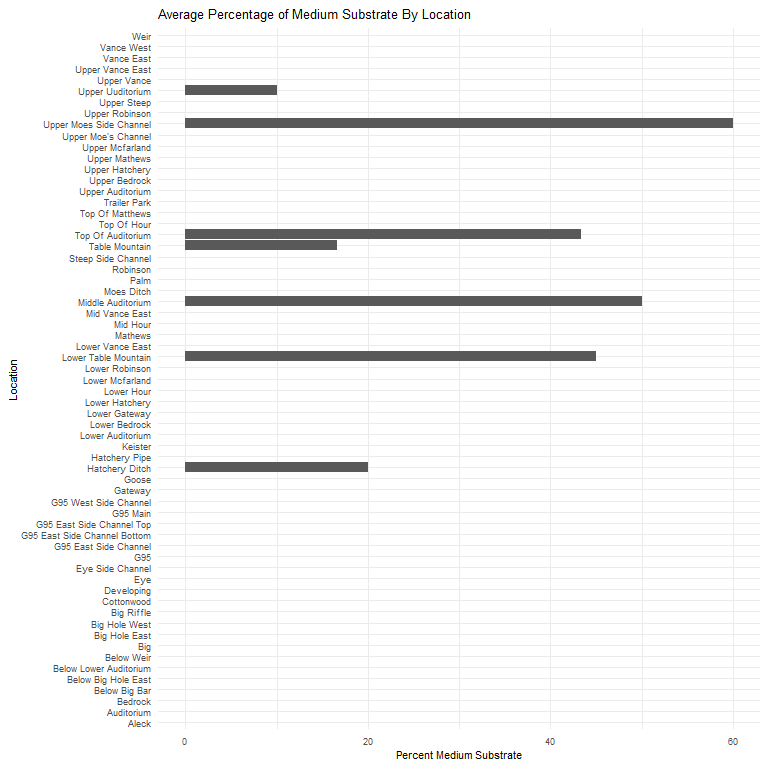 Average Percentage of Medium Substrate By Location
Weir
Vance West
Vance East
Upper Vance East
Upper Vance
Upper Uuditorium
Upper Steep
Upper Robinson
Upper Moes Side Channel
Upper Moe's Channel
Upper Mcfarland
Upper Mathews
Upper Hatchery
Upper Bedrock
Upper Auditorium
Trailer Park
Top Of Matthews
Top Of Hour
Top Of Auditorium
Table Mountain
Steep Side Channel
Robinson
Palm
Moes Ditch
Middle Auditorium
Mid Vance East
Mid Hour
Mathews
Lower Vance East
Lower Table Mountain
Lower Robinson
Lower Mcfarland
Lower Hour
Lower Hatchery
Lower Gateway
Lower Bedrock
Lower Auditorium
Keister
Hatchery Pipe
Hatchery Ditch
Goose
Gateway
G95 West Side Channel
G95 Main
G95 East Side Channel Top
G95 East Side Channel Bottom
G95 East Side Channel
G95
Eye Side Channel
Eye
Developing
Cottonwood
Big Riffle
Big Hole West
Big Hole East
Big
Below Weir
Below Lower Auditorium
Below Big Hole East
Below Big Bar
Bedrock
Auditorium
Aleck
Location
0 20 40 60
Percent Medium Substrate